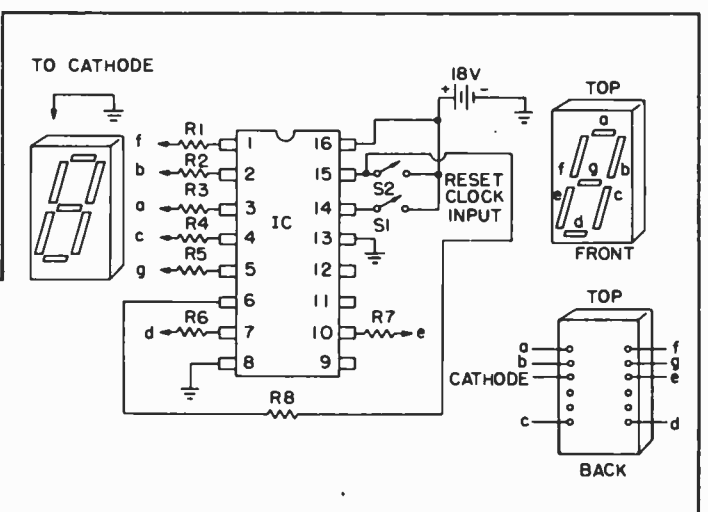 TO CATHODE
18V
+ -
TOP
a
f g b
e c
d
FRONT
f R1 1 16
b R2 2 15
a R3 3 14
c R4 4 13
g R5 5 12
6 11
d R6 7 10 R7 e
8 9
IC
S2
S1
RESET
CLOCK
INPUT
R8
TOP
a f
b g
CATHODE e
c d
BACK